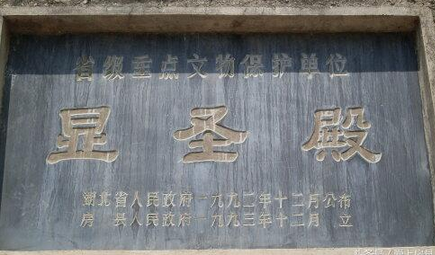 省级重点文物保护单位
显圣殿
湖北省人民政府一九九二年十二月公布
房县人民政府一九九三年十二月立